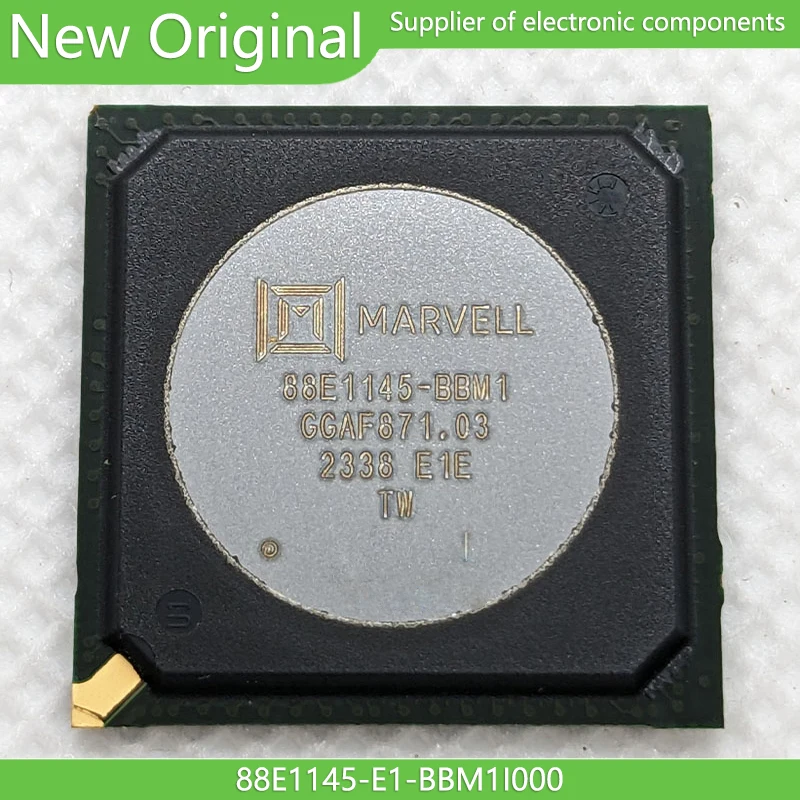 New Original
Supplier of electronic components
MARVELL
88E1145-BBM1
GGAF871.03
2338 E1E
TW
I
88E1145-E1-BBM1I000